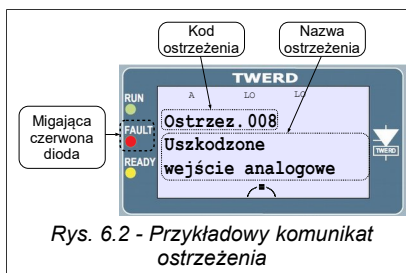 Kod
ostrzeżenia
Nazwa
ostrzeżenia
TWERD
RUN
A LO LO
Ostrzez.008
Migająca
czerwona
dioda
FAULT
Uszkodzone
TWERD
READY
wejście analogowe
Rys. 6.2 - Przykładowy komunikat
ostrzeżenia